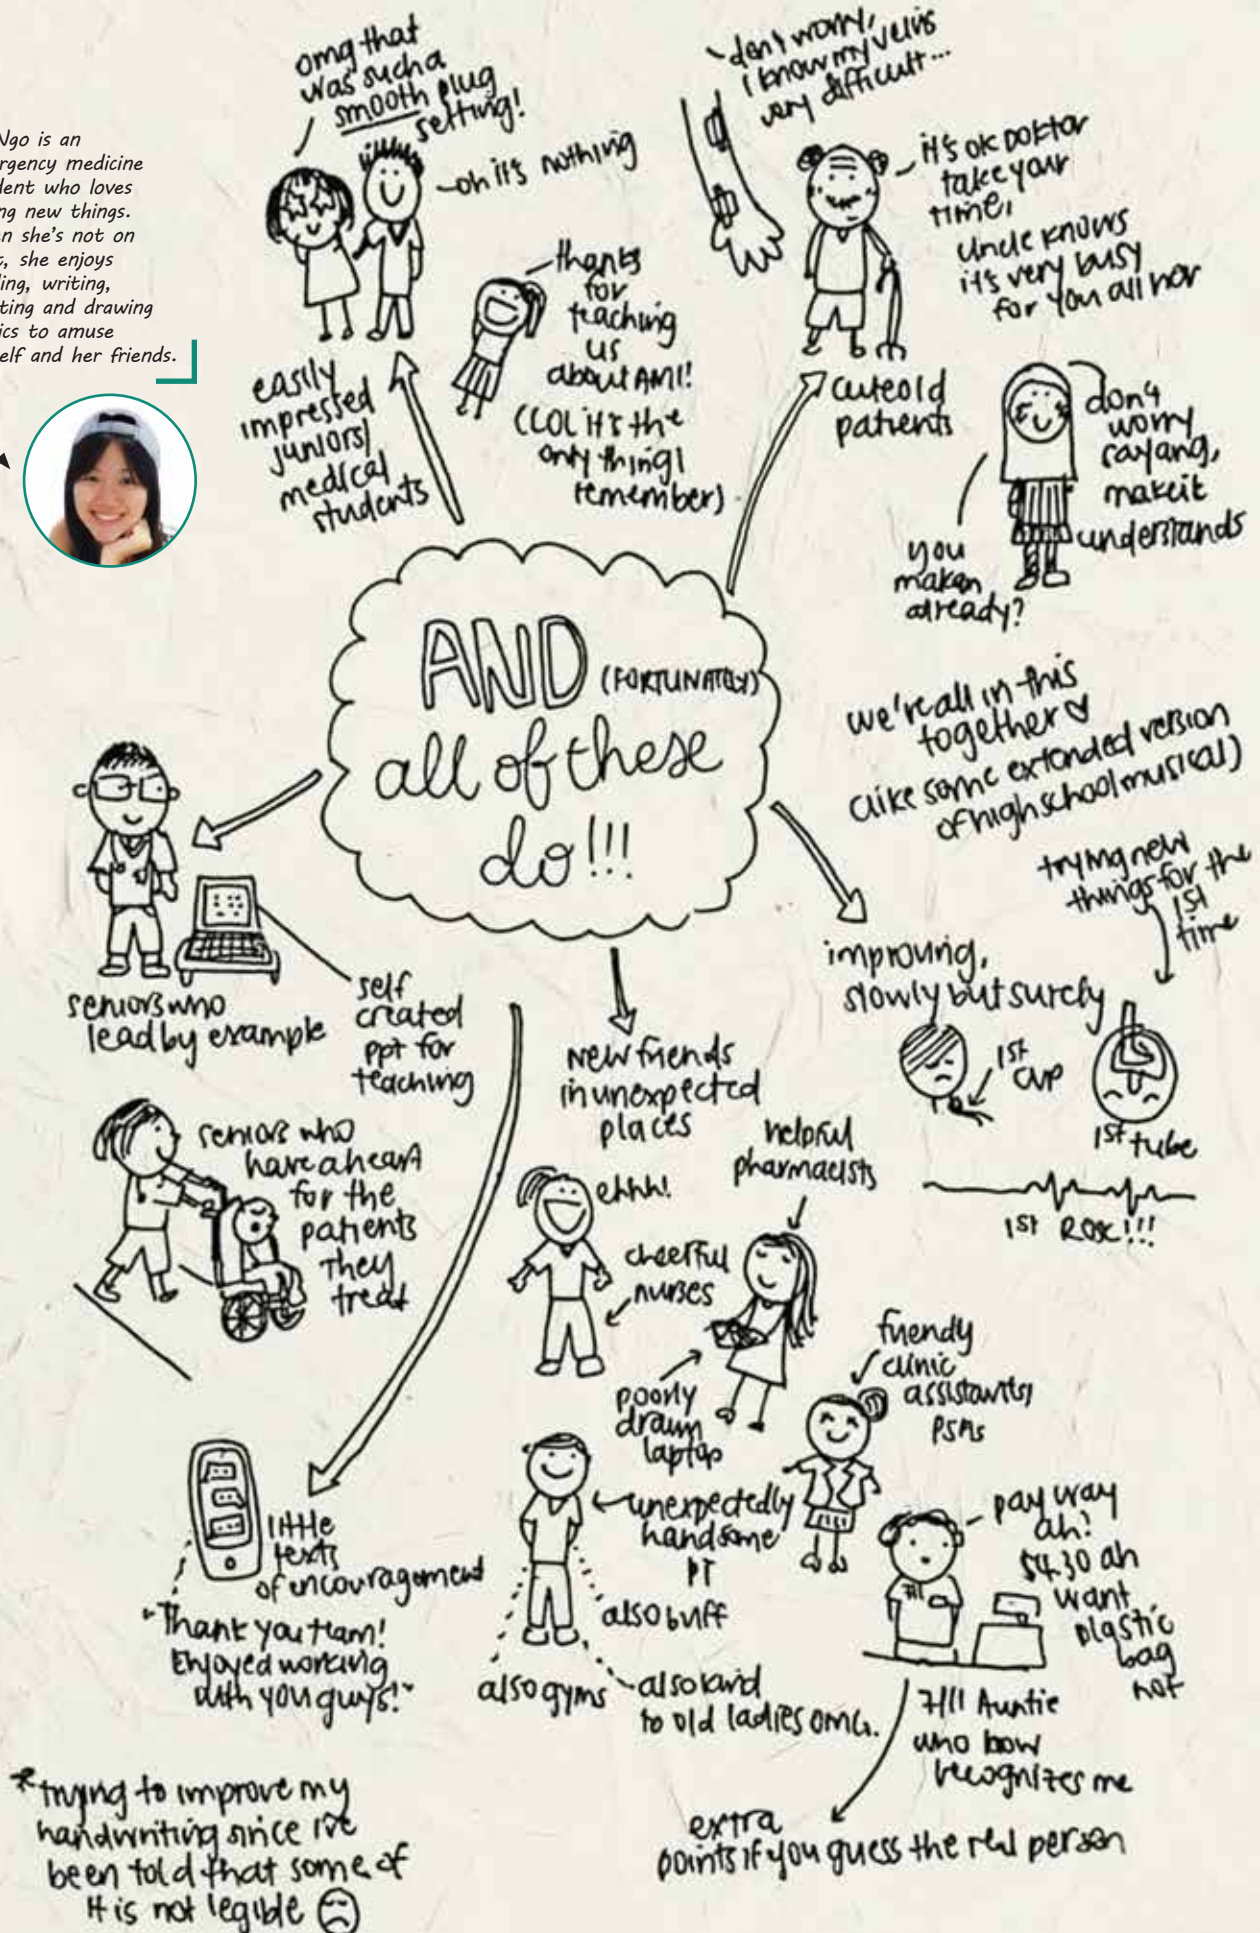 Ngo is an
rgency medicine
dent who loves
ng new things.
en she's not on
t, she enjoys
ding, writing,
ting and drawing
ics to amuse
elf and her friends.
omg that
was such a
smooth plug
setting!
oh it's nothing
thanks
for
teaching
us
about AMI!
(LOL it's the
only thing I
remember)
easily
impressed
juniors/
medical
students
don't worry,
I know my veins
very difficult...
it's ok Doktor
take your
time,
Uncle knows
it's very busy
for you all hor
cute old
patients
don't
worry
sayang,
makcik
understands
you
makan
already?
AND (FORTUNATELY)
all of these
do!!!
we're all in this
together
(like some extended version
of high school musical)
trying new
things for the
1st
time
improving,
slowly but surely
1st
CVP
1st tube
1st ROSC!!!
seniors who
lead by example
self
created
ppt for
teaching
seniors who
have a heart
for the
patients
they
treat
new friends
in unexpected
places
ehhh!
cheerful
nurses
helpful
pharmacists
poorly
drawn
laptop
friendy
clinic
assistants/
PSAs
unexpectedly
handsome
PT
also buff
also gyms
also kind
to old ladies OMG.
pay wav
ah?
$4.30 ah
want
plastic
bag
not
7/11 Auntie
who now
recognizes me
extra
points if you guess the real person
little
texts
of encouragement
"Thank you team!
Enjoyed working
with you guys!"
*trying to improve my
handwriting since I've
been told that some of
it is not legible